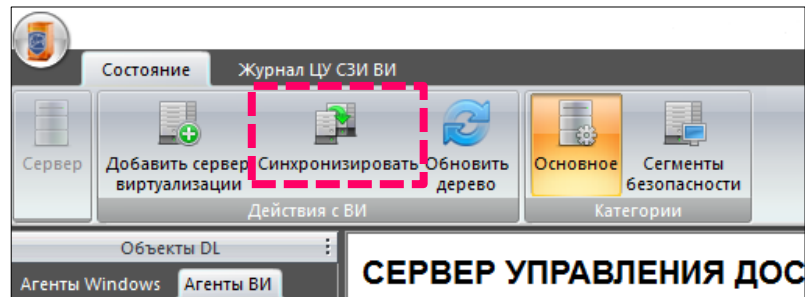 Состояние Журнал ЦУ СЗИ ВИ
Сервер
Добавить сервер виртуализации
Синхронизировать
Обновить дерево
Основное
Сегменты безопасности
Действия с ВИ
Категории
Объекты DL
Агенты Windows Агенты ВИ
СЕРВЕР УПРАВЛЕНИЯ ДОС